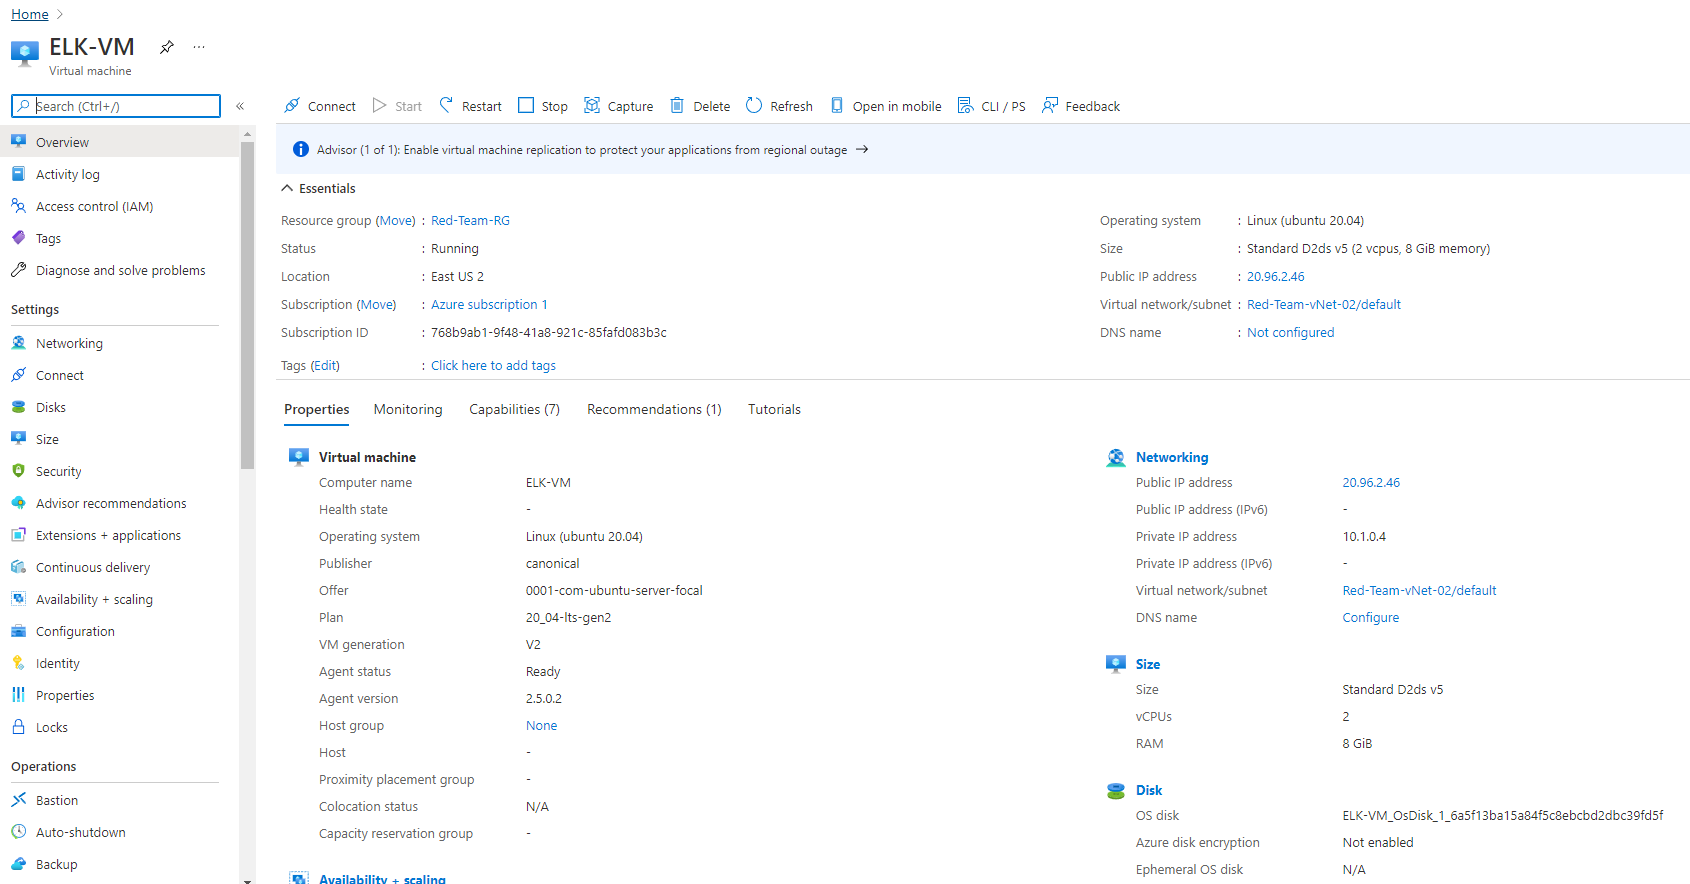 Home
ELK-VM
Virtual machine
Search (Ctrl+/)
Overview
Activity log
Access control (IAM)
Tags
Diagnose and solve problems
Settings
Networking
Connect
Disks
Size
Security
Advisor recommendations
Extensions + applications
Continuous delivery
Availability + scaling
Configuration
Identity
Properties
Locks
Operations
Bastion
Auto-shutdown
Backup
Connect Start Restart Stop Capture Delete Refresh Open in mobile CLI / PS Feedback
Advisor (1 of 1): Enable virtual machine replication to protect your applications from regional outage →
Essentials
Resource group (Move) : Red-Team-RG
Status : Running
Location : East US 2
Subscription (Move) : Azure subscription 1
Subscription ID : 768b9ab1-9f48-41a8-921c-85fafd083b3c
Tags (Edit) : Click here to add tags
Operating system : Linux (ubuntu 20.04)
Size : Standard D2ds v5 (2 vcpus, 8 GiB memory)
Public IP address : 20.96.2.46
Virtual network/subnet : Red-Team-vNet-02/default
DNS name : Not configured
Properties Monitoring Capabilities (7) Recommendations (1) Tutorials
Virtual machine
Computer name ELK-VM
Health state -
Operating system Linux (ubuntu 20.04)
Publisher canonical
Offer 0001-com-ubuntu-server-focal
Plan 20_04-lts-gen2
VM generation V2
Agent status Ready
Agent version 2.5.0.2
Host group None
Host -
Proximity placement group -
Colocation status N/A
Capacity reservation group -
Availability + scaling
Networking
Public IP address 20.96.2.46
Public IP address (IPv6) -
Private IP address 10.1.0.4
Private IP address (IPv6) -
Virtual network/subnet Red-Team-vNet-02/default
DNS name Configure
Size
Size Standard D2ds v5
vCPUs 2
RAM 8 GiB
Disk
OS disk ELK-VM_OsDisk_1_6a5f13ba15a84f5c8ebcbd2dbc39fd5f
Azure disk encryption Not enabled
Ephemeral OS disk N/A